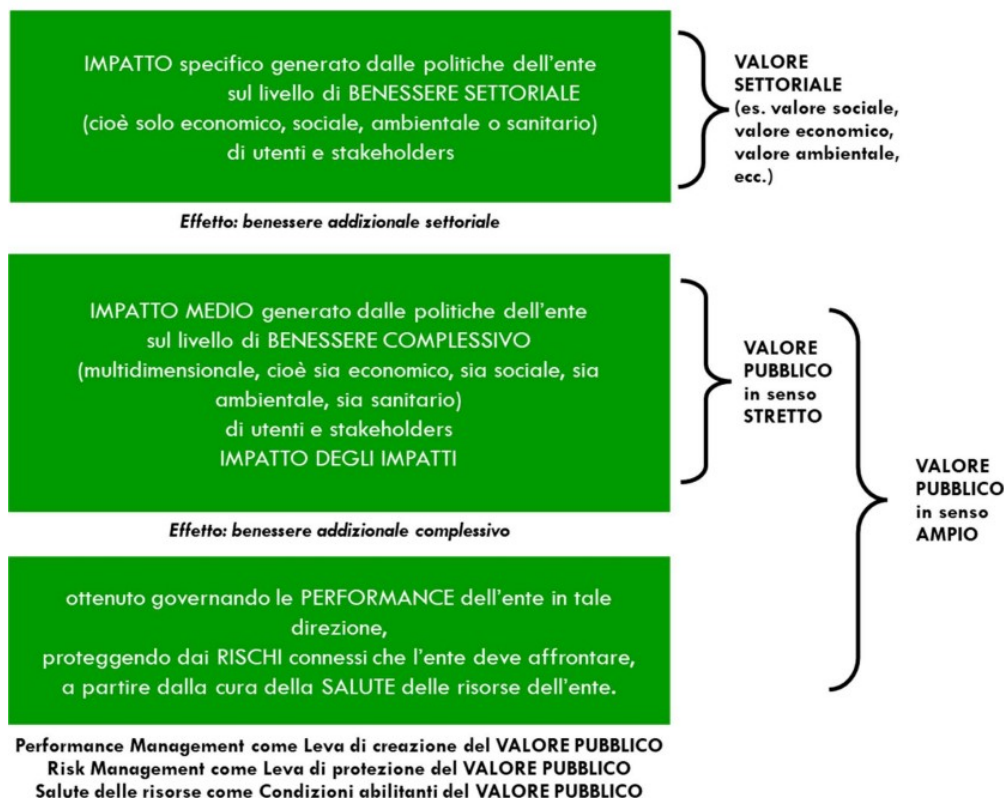 IMPATTO specifico generato dalle politiche dell'ente
sul livello di BENESSERE SETTORIALE
(cioè solo economico, sociale, ambientale o sanitario)
di utenti e stakeholders
VALORE
SETTORIALE
(es. valore sociale,
valore economico,
valore ambientale,
ecc.)
Effetto: benessere addizionale settoriale
IMPATTO MEDIO generato dalle politiche dell'ente
sul livello di BENESSERE COMPLESSIVO
(multidimensionale, cioè sia economico, sia sociale, sia
ambientale, sia sanitario)
di utenti e stakeholders
IMPATTO DEGLI IMPATTI
VALORE
PUBBLICO
in senso
STRETTO
Effetto: benessere addizionale complessivo
VALORE
PUBBLICO
in senso
AMPIO
ottenuto governando le PERFORMANCE dell'ente in tale
direzione,
proteggendo dai RISCHI connessi che l'ente deve affrontare,
a partire dalla cura della SALUTE delle risorse dell'ente.
Performance Management come Leva di creazione del VALORE PUBBLICO
Risk Management come Leva di protezione del VALORE PUBBLICO
Salute delle risorse come Condizioni abilitanti del VALORE PUBBLICO